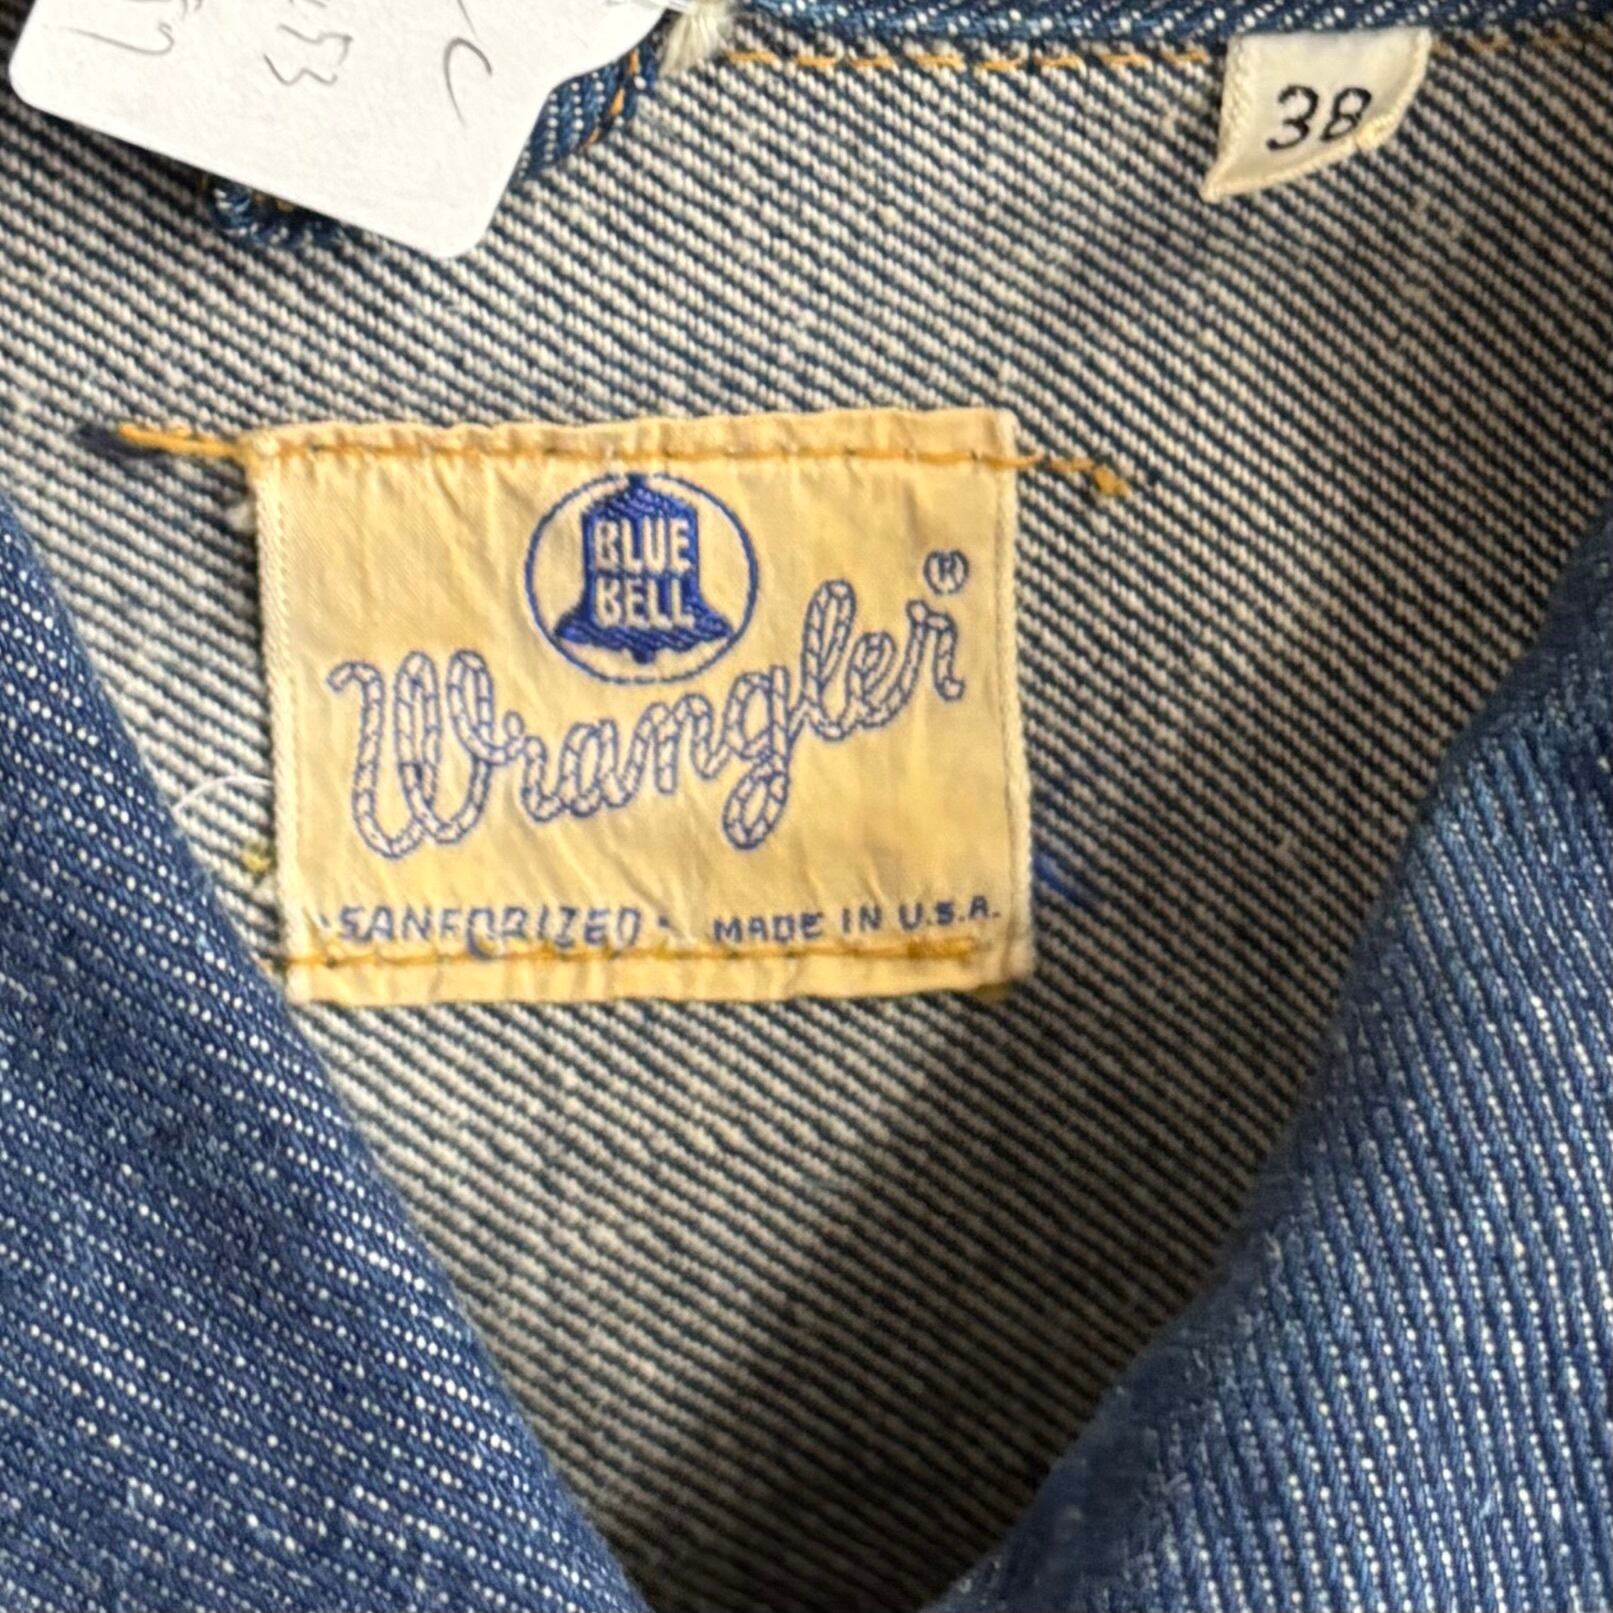 38
BLUE
BELL
Wrangler®
·SANFORIZED· MADE IN U.S.A.